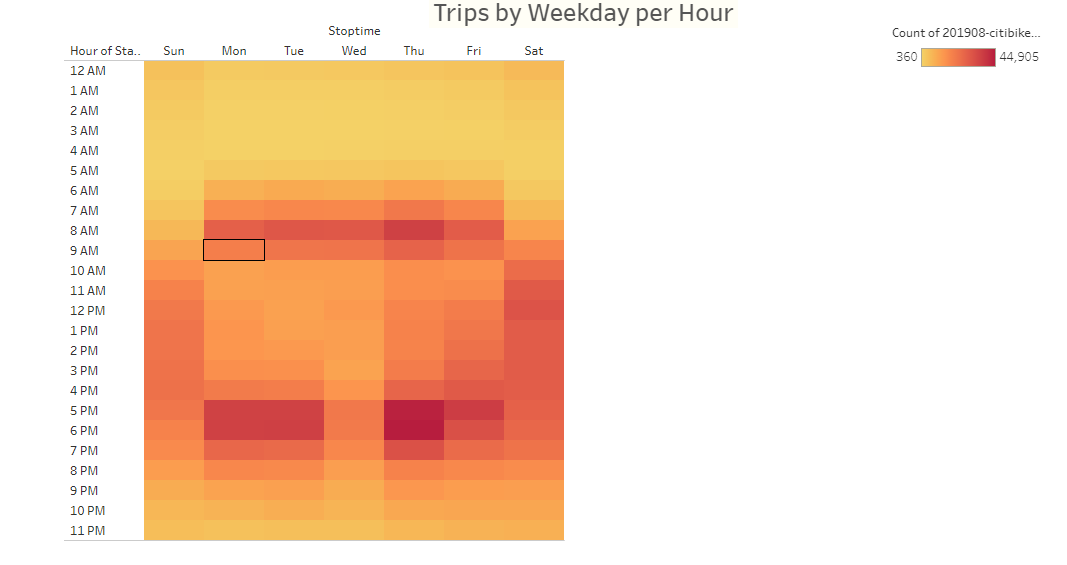 Trips by Weekday per Hour
Stoptime
Count of 201908-citibike...
Hour of Sta.. Sun Mon Tue Wed Thu Fri Sat
360 44,905
12 AM
1 AM
2 AM
3 AM
4 AM
5 AM
6 AM
7 AM
8 AM
9 AM
10 AM
11 AM
12 PM
1 PM
2 PM
3 PM
4 PM
5 PM
6 PM
7 PM
8 PM
9 PM
10 PM
11 PM